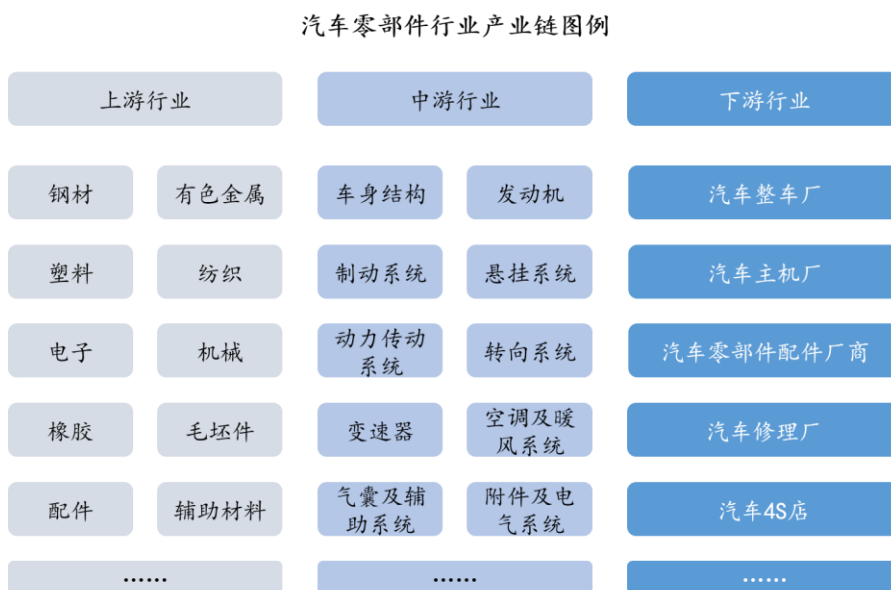 汽车零部件行业产业链图例
上游行业 中游行业 下游行业
钢材 有色金属 车身结构 发动机 汽车整车厂
塑料 纺织 制动系统 悬挂系统 汽车主机厂
电子 机械 动力传动
系统 转向系统 汽车零部件配件厂商
橡胶 毛坯件 变速器 空调及暖
风系统 汽车修理厂
配件 辅助材料 气囊及辅
助系统 附件及电
气系统 汽车4S店
…… …… ……